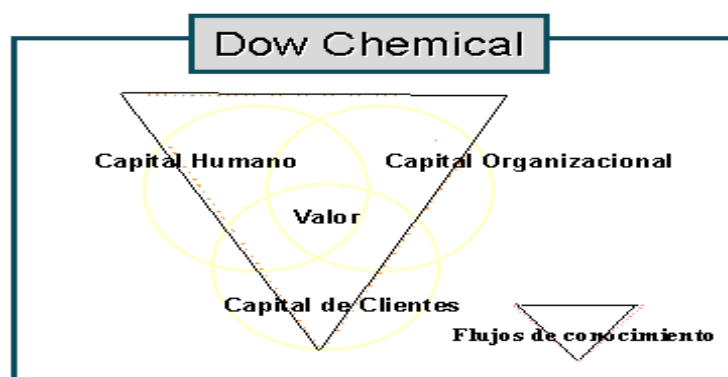 Dow Chemical
Capital Humano
Capital Organizacional
Valor
Capital de Clientes
Flujos de conocimiento